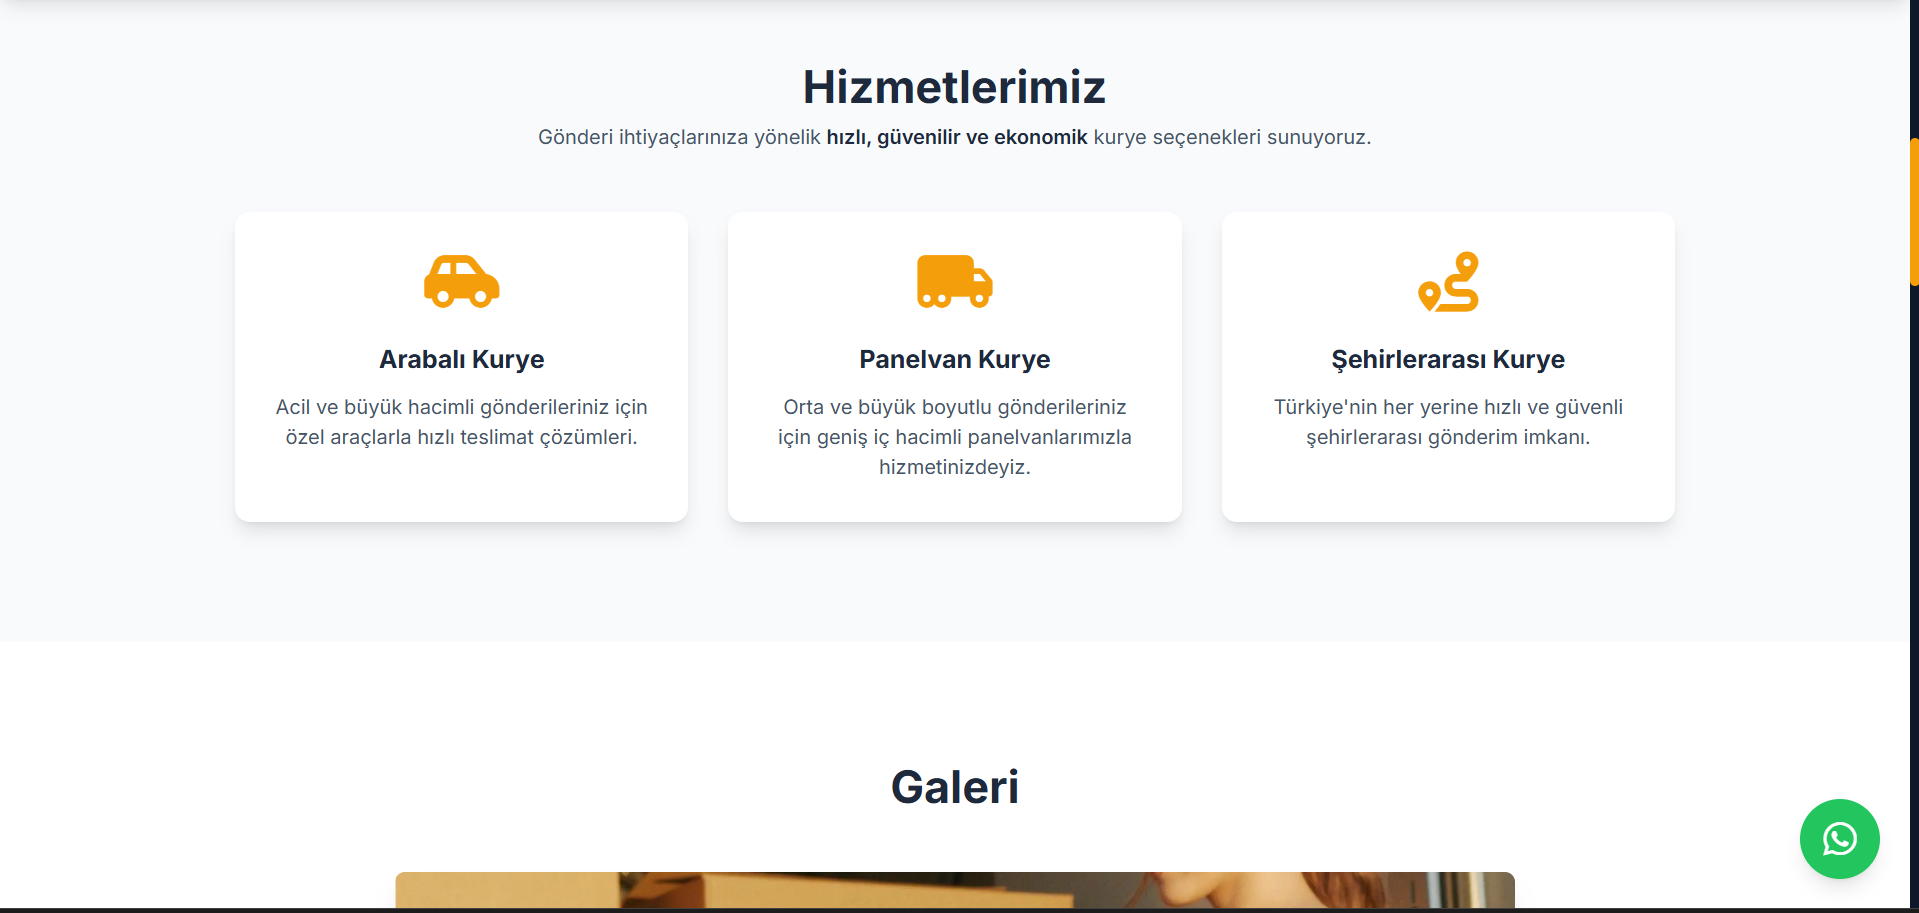 Hizmetlerimiz
Gönderi ihtiyaçlarınıza yönelik hızlı, güvenilir ve ekonomik kurye seçenekleri sunuyoruz.
Arabalı Kurye
Acil ve büyük hacimli gönderileriniz için
özel araçlarla hızlı teslimat çözümleri.
Panelvan Kurye
Orta ve büyük boyutlu gönderileriniz
için geniş iç hacimli panelvanlarımızla
hizmetinizdeyiz.
Şehirlerarası Kurye
Türkiye'nin her yerine hızlı ve güvenli
şehirlerarası gönderim imkanı.
Galeri